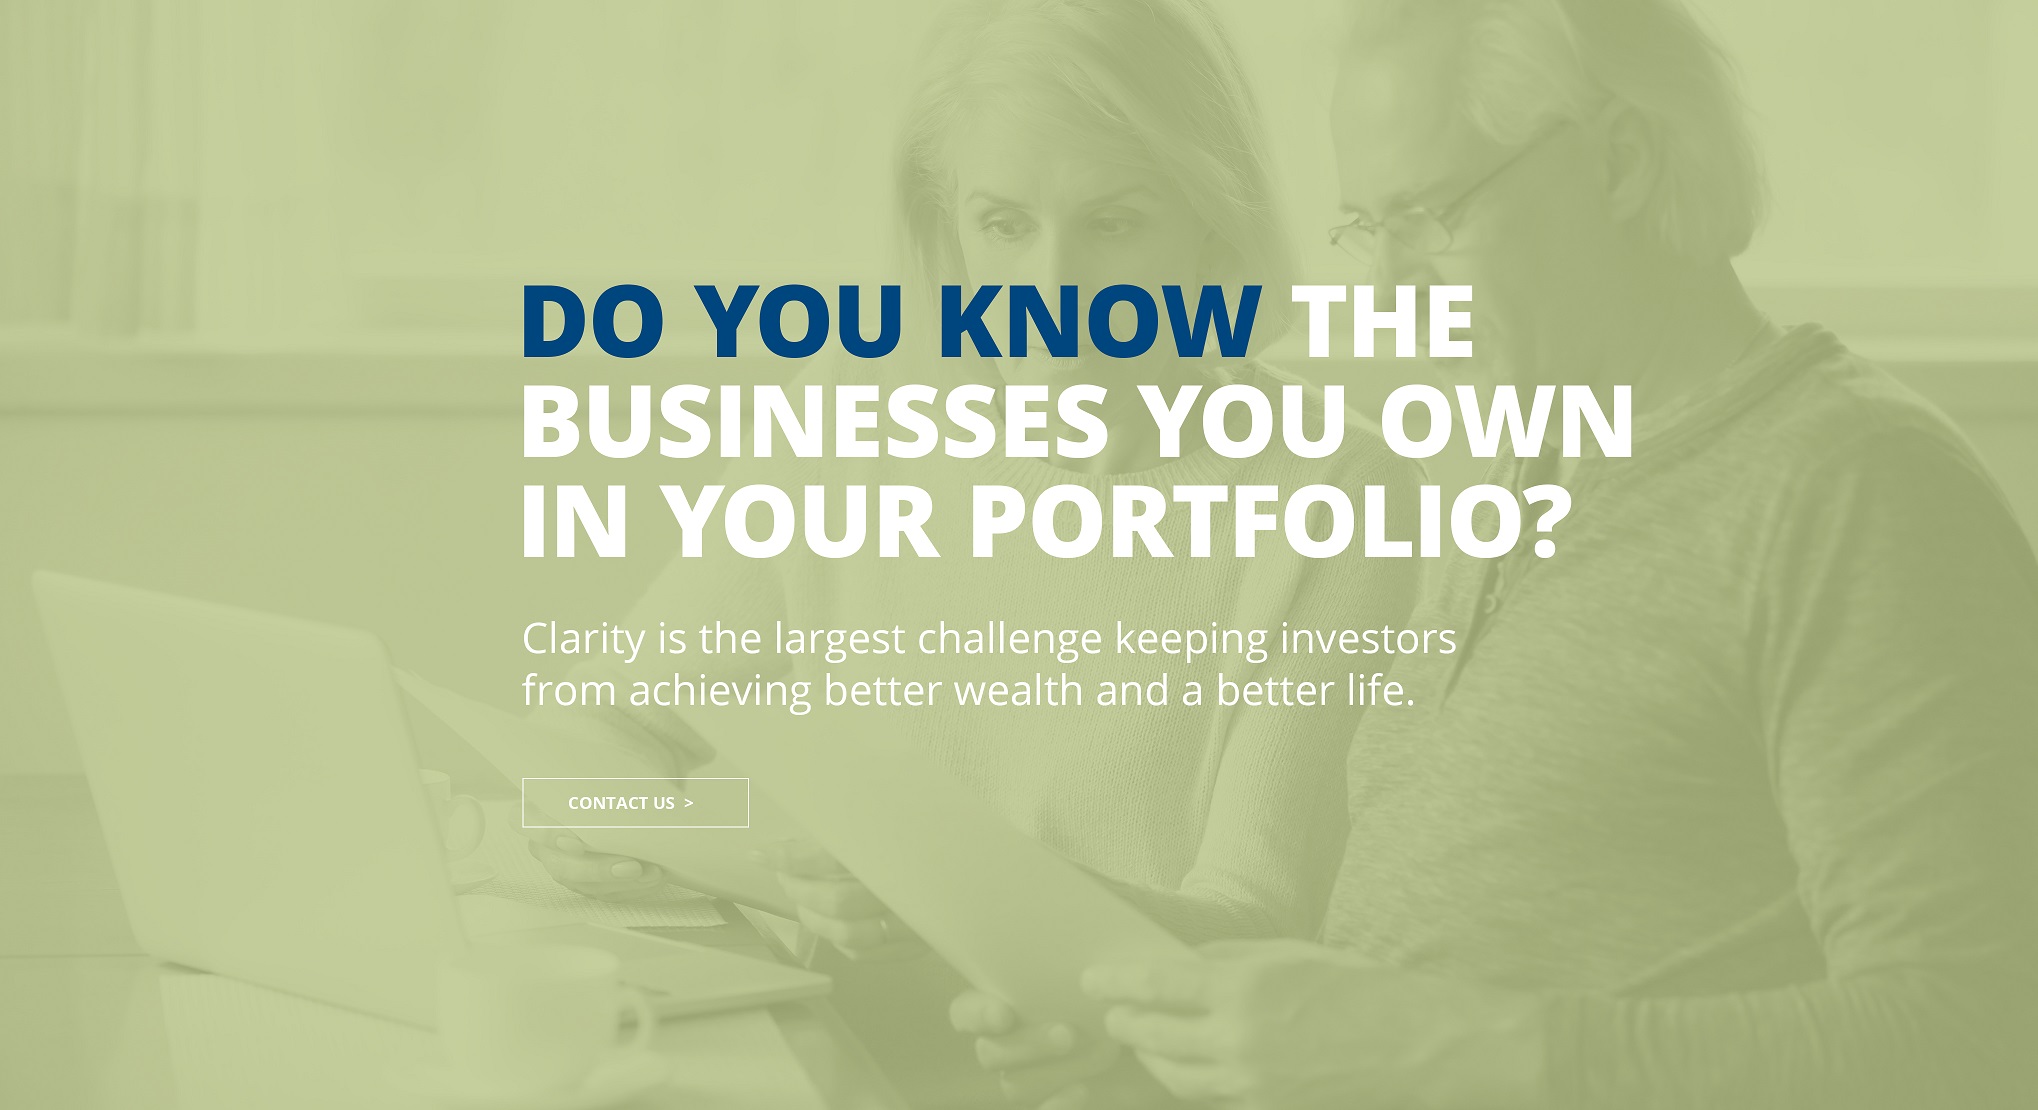 DO YOU KNOW THE
BUSINESSES YOU OWN
IN YOUR PORTFOLIO?
Clarity is the largest challenge keeping investors
from achieving better wealth and a better life.
CONTACT US >